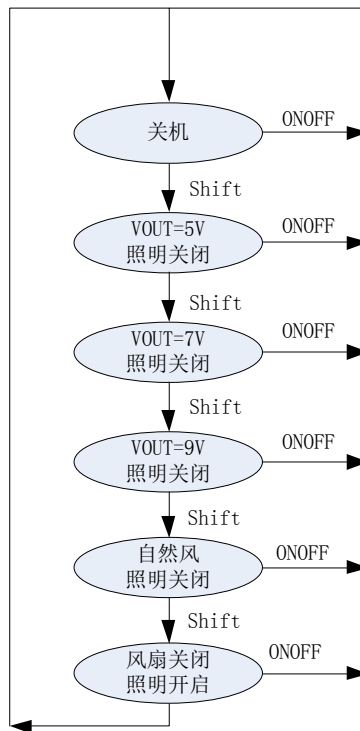 关机
ONOFF
Shift
VOUT=5V
照明关闭
ONOFF
Shift
VOUT=7V
照明关闭
ONOFF
Shift
VOUT=9V
照明关闭
ONOFF
Shift
自然风
照明关闭
ONOFF
Shift
风扇关闭
照明开启
ONOFF